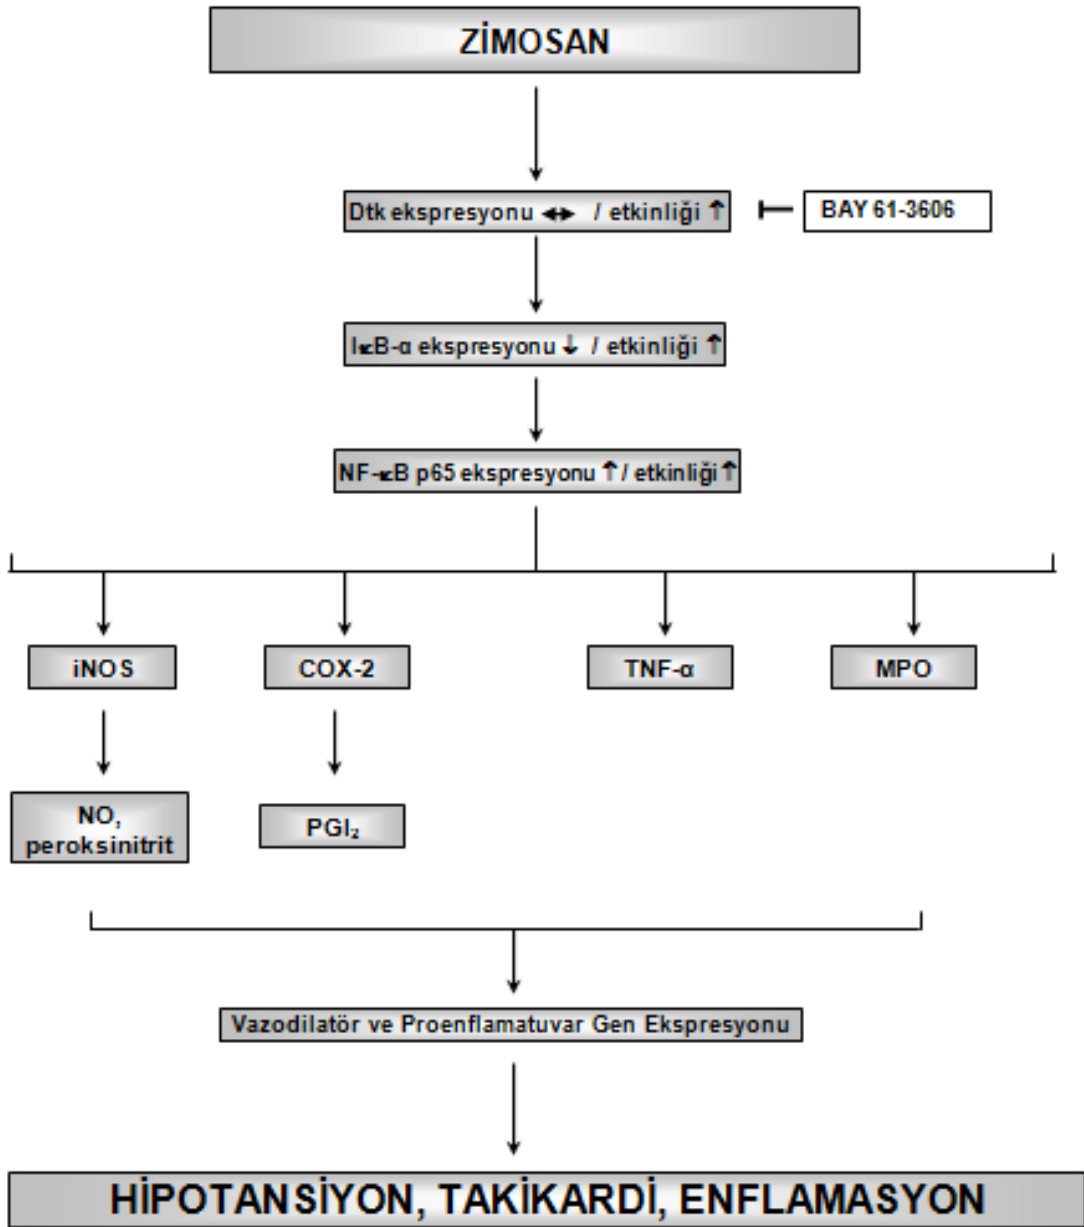 ZİMOSAN
Dtk ekspresyonu ◂▸ / etkinliği ↑
BAY 61-3606
IκB-α ekspresyonu ↓ / etkinliği ↑
NF-κB p65 ekspresyonu ↑ / etkinliği ↑
iNOS
COX-2
TNF-α
MPO
NO,
peroksinitrit
PGI₂
Vazodilatör ve Proenflamatuvar Gen Ekspresyonu
HİPOTANSİYON, TAKİKARDİ, ENFLAMASYON